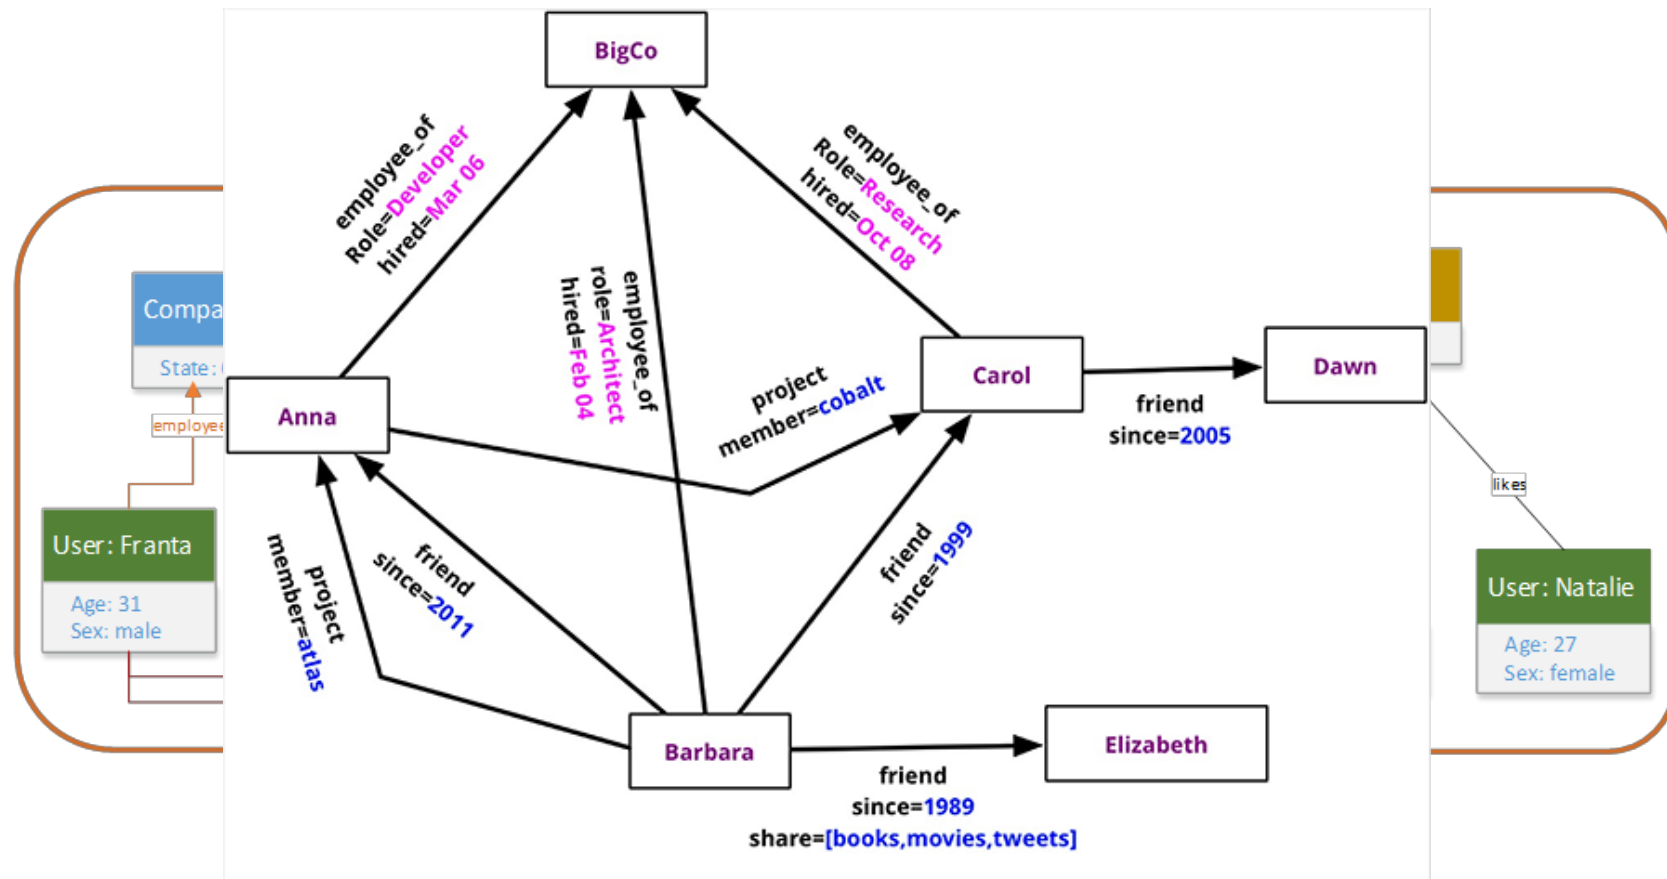 BigCo
employee_of
Role=Developer
hired=Mar 06
employee_of
Role=Research
hired=Oct 08
employee_of
role=Architect
hired=Feb 04
Compa
State:
employee
Anna
project
member=cobalt
Carol
Dawn
friend
since=2005
likes
User: Franta
Age: 31
Sex: male
project
member=atlas
friend
since=2011
friend
since=1999
User: Natalie
Age: 27
Sex: female
Barbara
Elizabeth
friend
since=1989
share=[books,movies,tweets]